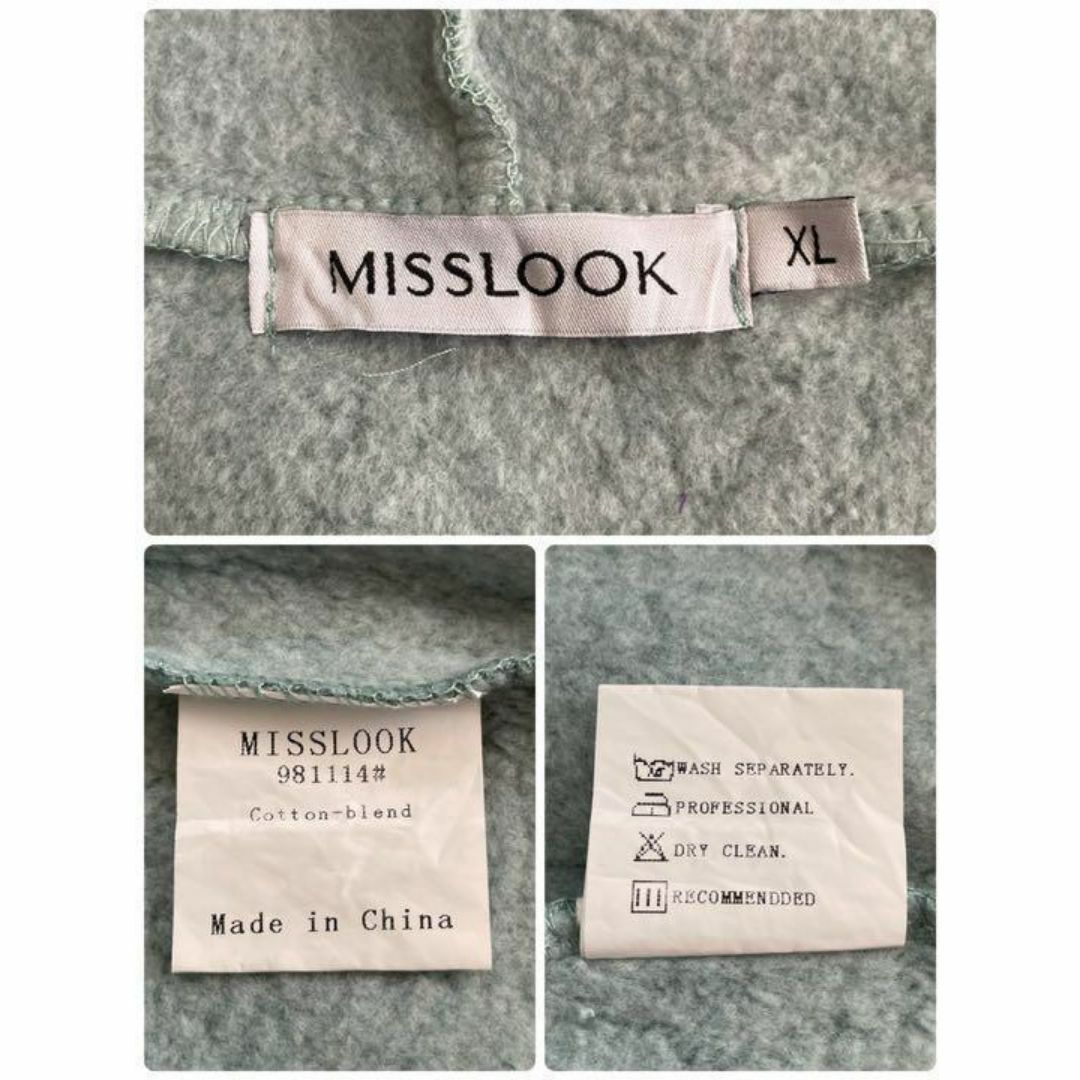 MISSLOOK
XL
MISSLOOK
981114#
Cotton-blend
Made in China
WASH SEPARATELY.
PROFESSIONAL
DRY CLEAN.
RECOMMENDDED